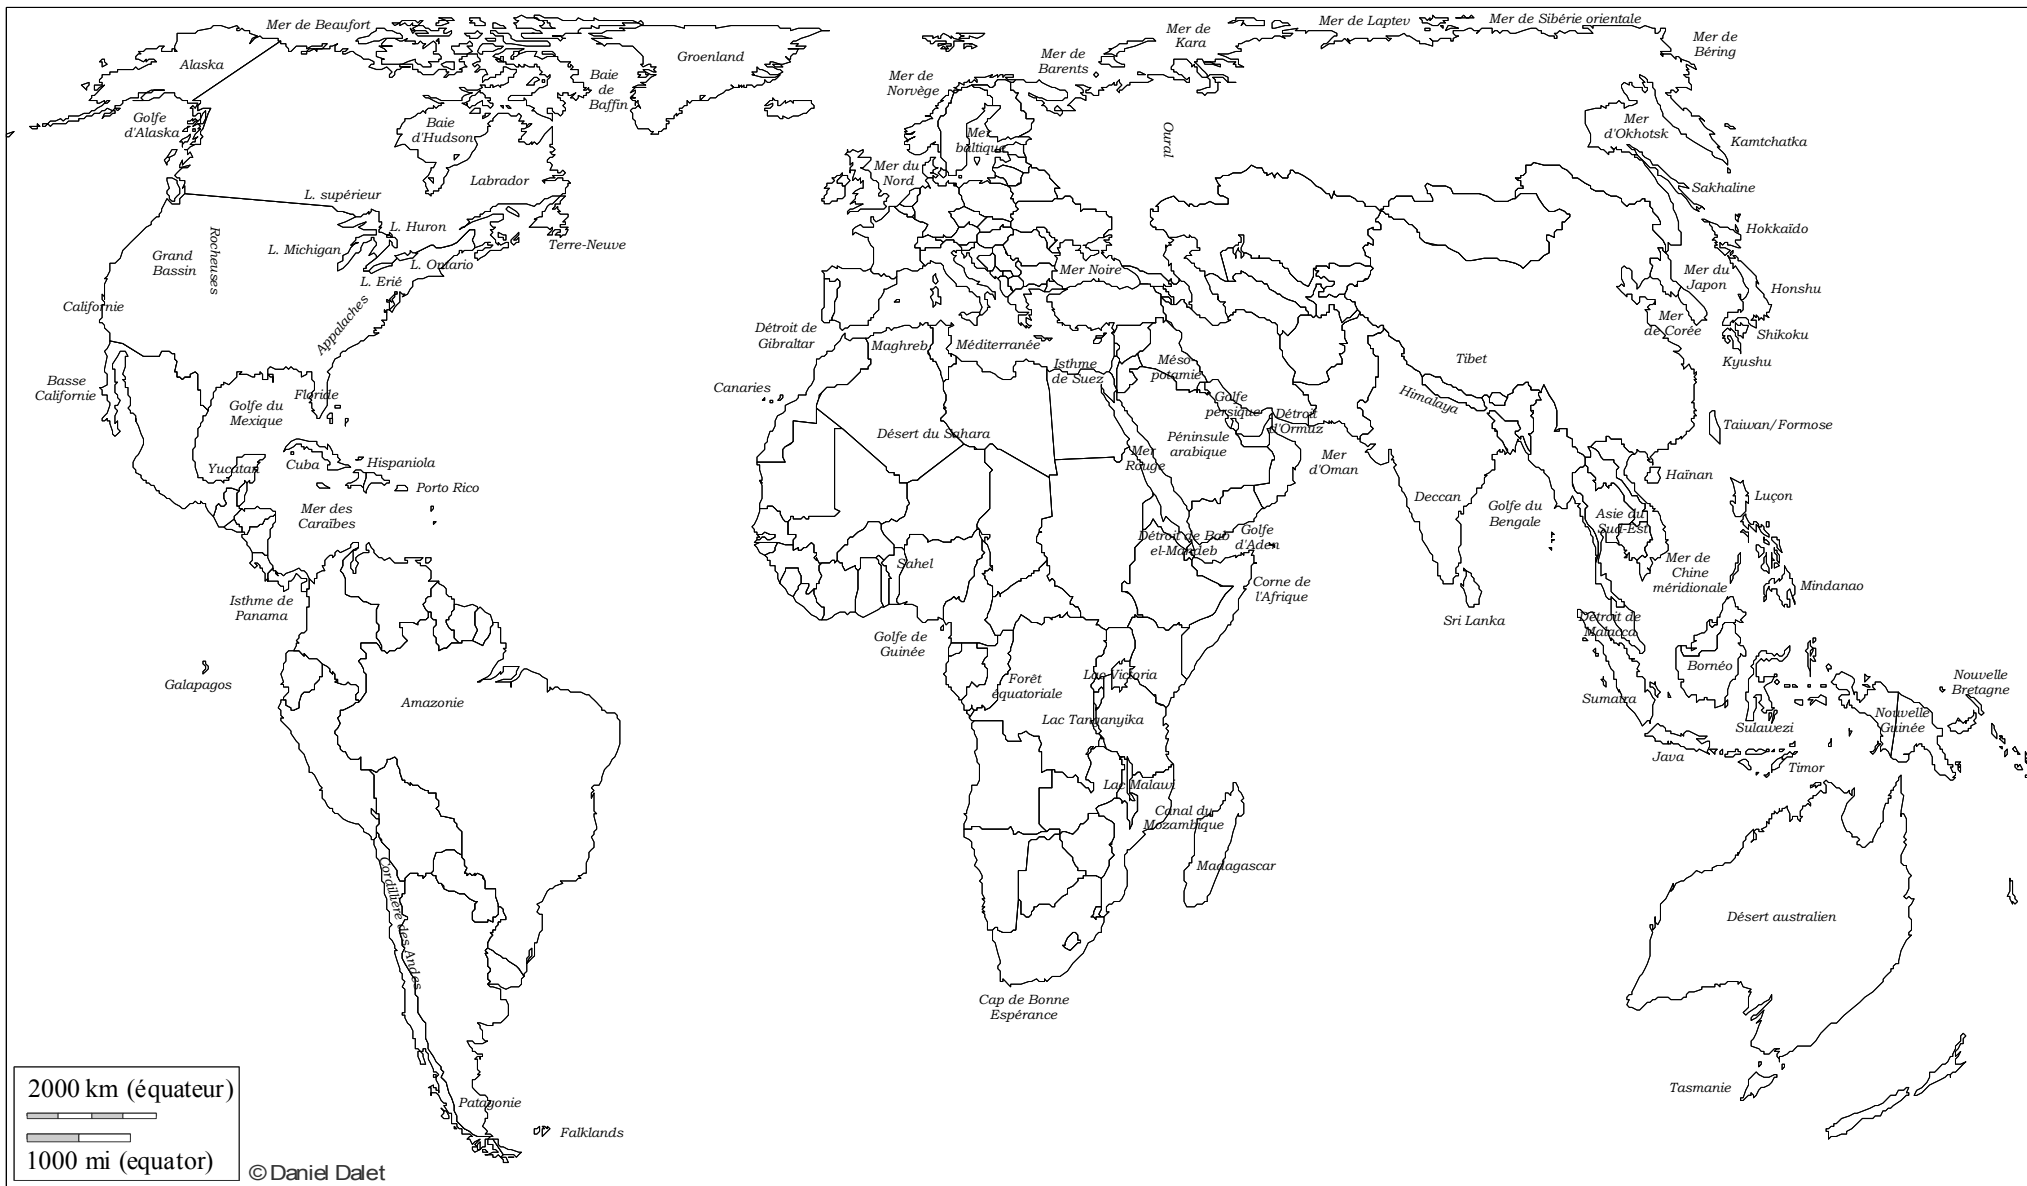 Mer de Beaufort
Mer de Laptev
Mer de Sibérie orientale
Mer de
Kara
Mer de
Béring
Alaska
Groenland
Mer de
Barents
Baie
de
Baffin
Mer de
Norvège
Golfe
d'Alaska
Baie
d'Hudson
Mer
baltique
Oural
Mer
d'Okhotsk
Kamtchatka
Mer du
Nord
Labrador
L. supérieur
Sakhaline
L. Huron
Terre-Neuve
Hokkaïdo
Rocheuses
L. Michigan
Grand
Bassin
L. Ontario
L. Erié
Mer Noire
Mer du
Japon
Honshu
Californie
Appalaches
Mer
de Corée
Shikoku
Kyushu
Détroit de
Gibraltar
Maghreb
Méditerranée
Isthme
de Suez
Méso
potamie
Tibet
Himalaya
Basse
Californie
Canaries
Floride
Golfe du
Mexique
Golfe
persique
Détroit
d'Ormuz
Taiwan/Formose
Désert du Sahara
Péninsule
arabique
Mer
Rouge
Mer
d'Oman
Yucatan
Cuba
Hispaniola
Porto Rico
Haïnan
Mer des
Caraïbes
Deccan
Golfe du
Bengale
Luçon
Asie du
Sud-Est
Détroit de Bab
el-Mandeb
Golfe
d'Aden
Sahel
Corne de
l'Afrique
Mer de
Chine
méridionale
Mindanao
Isthme de
Panama
Sri Lanka
Détroit de
Malacca
Golfe de
Guinée
Galapagos
Amazonie
Forêt
équatoriale
Lac Victoria
Lac Tanganyika
Bornéo
Sumatra
Nouvelle
Bretagne
Nouvelle
Guinée
Sulawezi
Java
Timor
Lac Malawi
Canal du
Mozambique
Madagascar
Cordillière des Andes
Désert australien
Cap de Bonne
Espérance
Tasmanie
Patagonie
Falklands
2000 km (équateur)
1000 mi (equator)
© Daniel Dalet